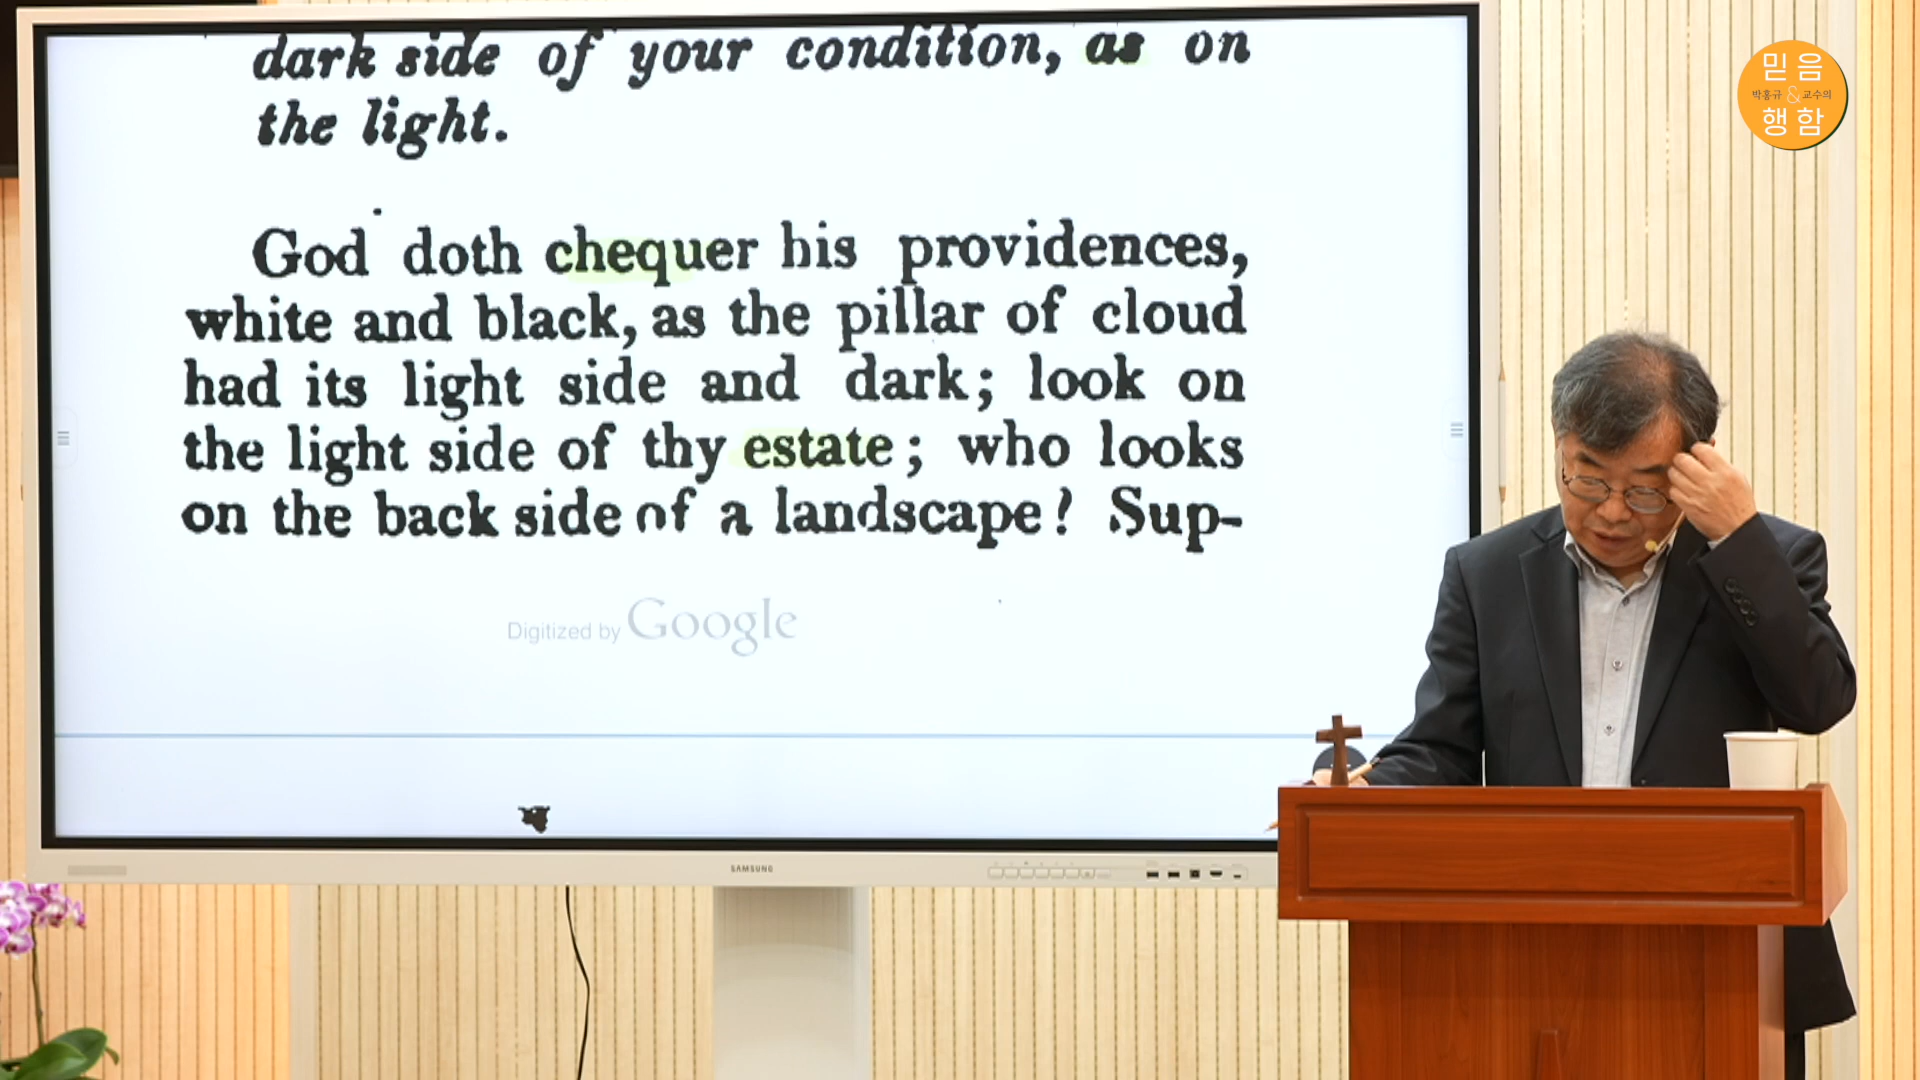 dark side of your condition, as on
the light.
God doth chequer his providences,
white and black, as the pillar of cloud
had its light side and dark; look on
the light side of thy estate; who looks
on the back side of a landscape? Sup-
Digitized by Google
SAMSUNG
믿음
박홍규 & 교수의
행함